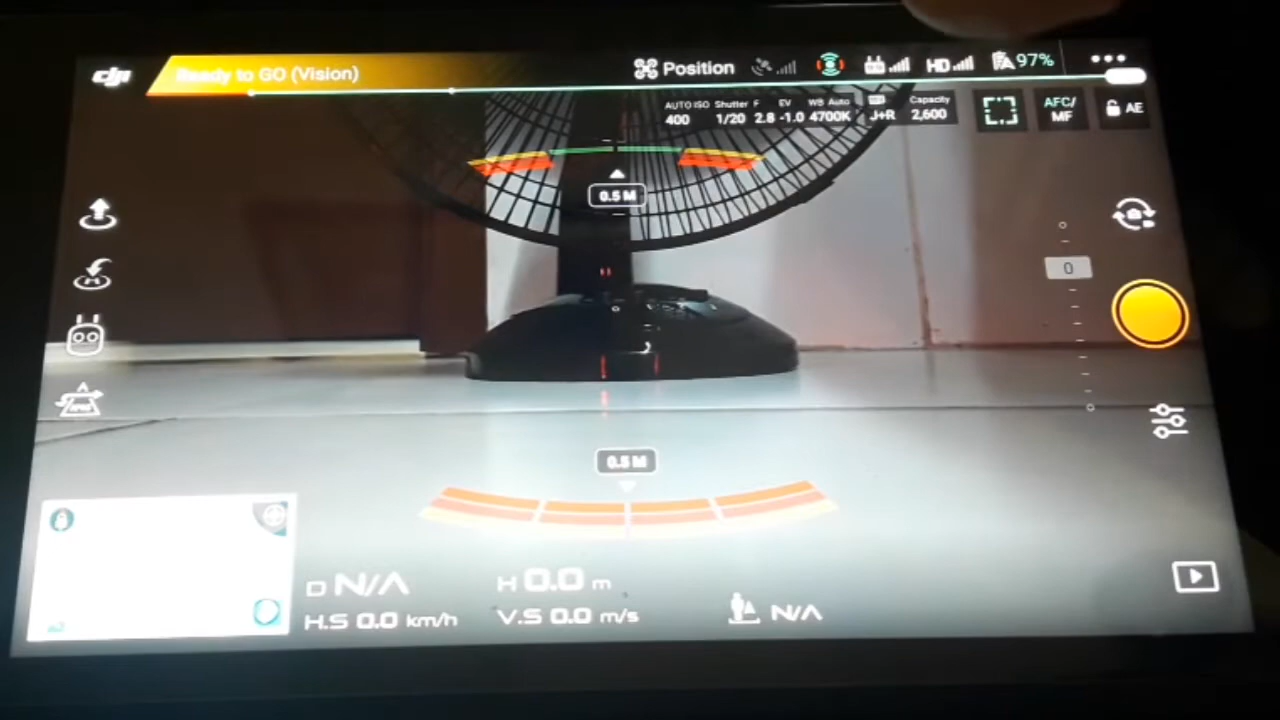 dji Ready to GO (Vision) Position HD 97%
AUTO ISO Shutter F EV WB Auto Capacity
400 1/20 2.8 -1.0 4700K J+R 2,600
AFC/
MF
AE
0.5 M
0
0.5 M
D N/A H 0.0 m
H.S 0.0 km/h V.S 0.0 m/s N/A